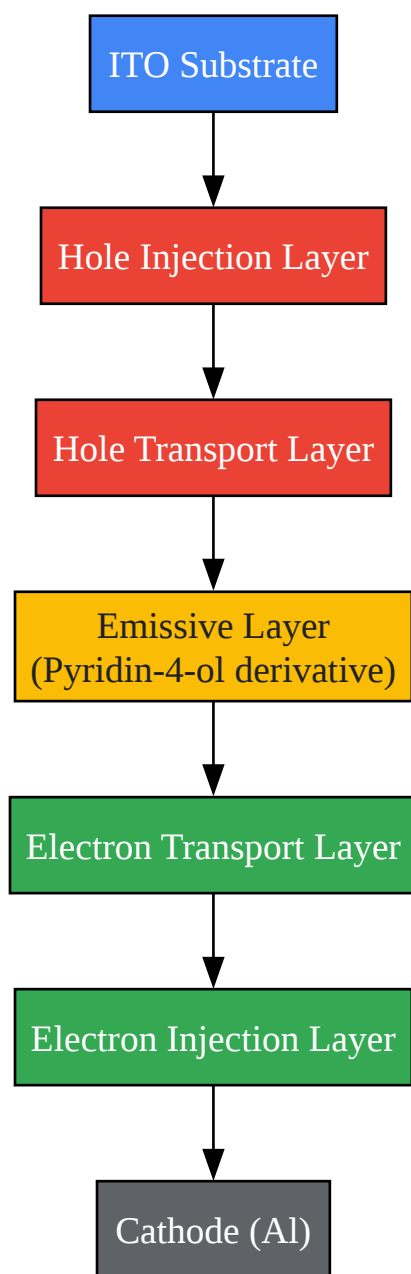 ITO Substrate
Hole Injection Layer
Hole Transport Layer
Emissive Layer
(Pyridin-4-ol derivative)
Electron Transport Layer
Electron Injection Layer
Cathode (Al)